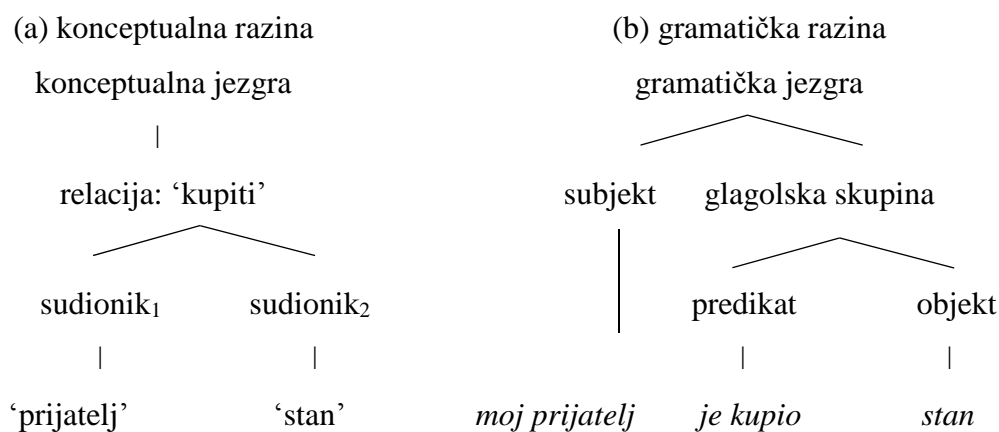 (a) konceptualna razina (b) gramatička razina
konceptualna jezgra gramatička jezgra
relacija: ‘kupiti’ subjekt glagolska skupina
sudionik₁ sudionik₂ predikat objekt
‘prijatelj’ ‘stan’ moj prijatelj je kupio stan